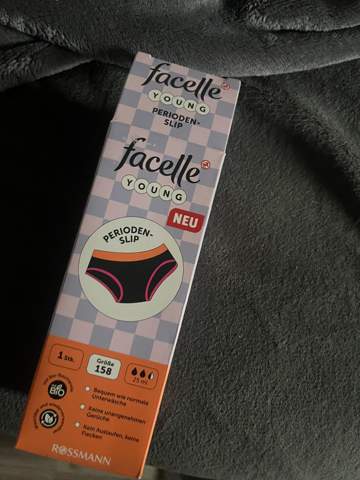 facelle
YOUNG
PERIODEN-
SLIP
facelle
YOUNG
NEU
PERIODEN-
SLIP
1 Stk.
Größe
158
25 ml
BIO
Bequem wie normale
Unterwäsche
Keine unangenehmen
Gerüche
Kein Auslaufen, keine
Flecken
ROSSMANN